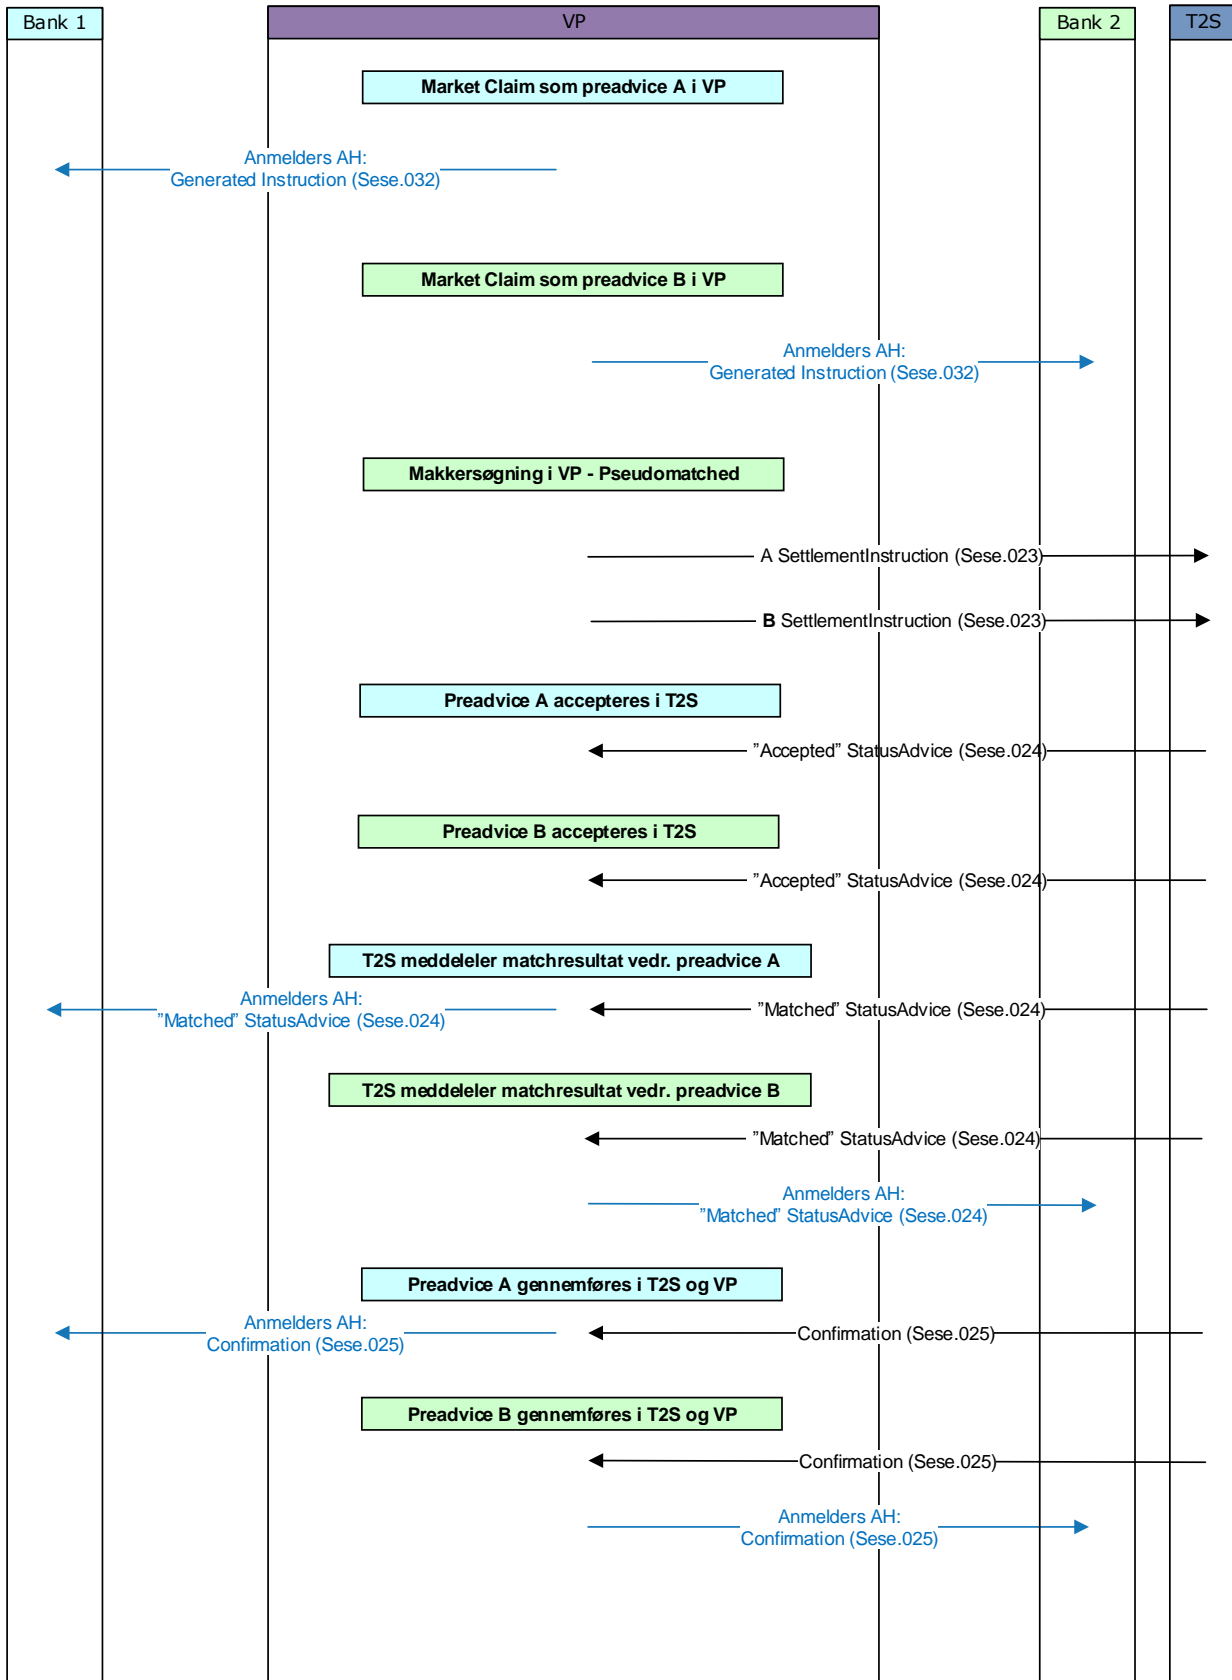 Bank 1
VP
Bank 2
T2S
Market Claim som preadvice A i VP
Anmelders AH:
Generated Instruction (Sese.032)
Market Claim som preadvice B i VP
Anmelders AH:
Generated Instruction (Sese.032)
Makkersøgning i VP - Pseudomatched
A SettlementInstruction (Sese.023)
B SettlementInstruction (Sese.023)
Preadvice A accepteres i T2S
”Accepted” StatusAdvice (Sese.024)
Preadvice B accepteres i T2S
”Accepted” StatusAdvice (Sese.024)
T2S meddeleler matchresultat vedr. preadvice A
Anmelders AH:
”Matched” StatusAdvice (Sese.024)
”Matched” StatusAdvice (Sese.024)
T2S meddeleler matchresultat vedr. preadvice B
”Matched” StatusAdvice (Sese.024)
Anmelders AH:
”Matched” StatusAdvice (Sese.024)
Preadvice A gennemføres i T2S og VP
Anmelders AH:
Confirmation (Sese.025)
Confirmation (Sese.025)
Preadvice B gennemføres i T2S og VP
Confirmation (Sese.025)
Anmelders AH:
Confirmation (Sese.025)